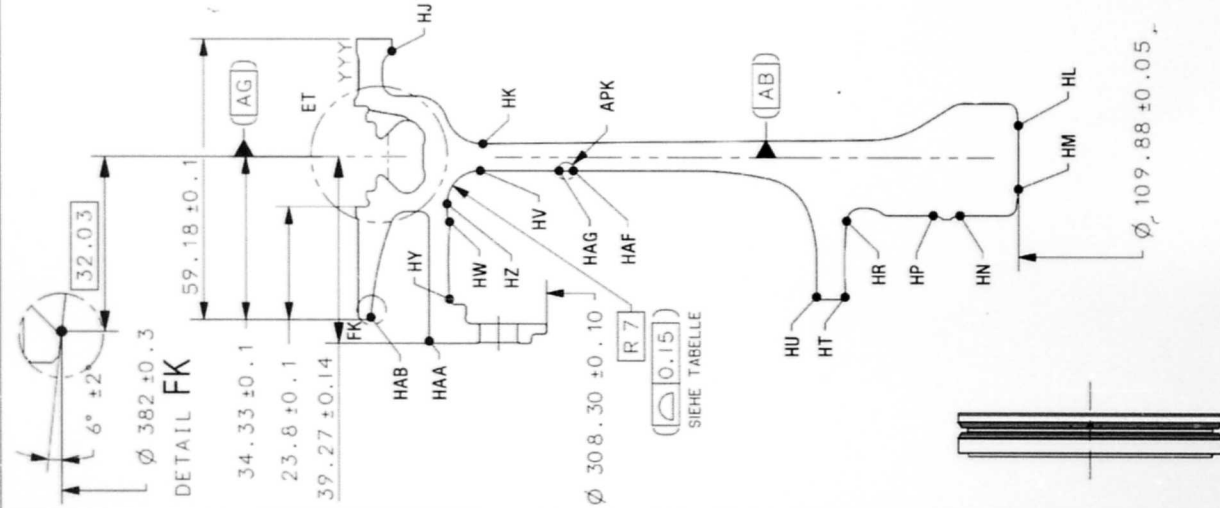 HJ
YYY
59.18 ±0.1
AG
ET
32.03
6° ±2°
Ø 382 ±0.3
DETAIL FK
34.33 ±0.1
23.8 ±0.1
39.27 ±0.14
FK
HAB
HAA
HY
HW
HZ
HV
HK
HAG
HAF
APK
AB
Ø 308.30 ±0.10
R 7
0.15
SIEHE TABELLE
HU
HT
HR
HP
HN
HM
HL
Ø 109.88 ±0.05